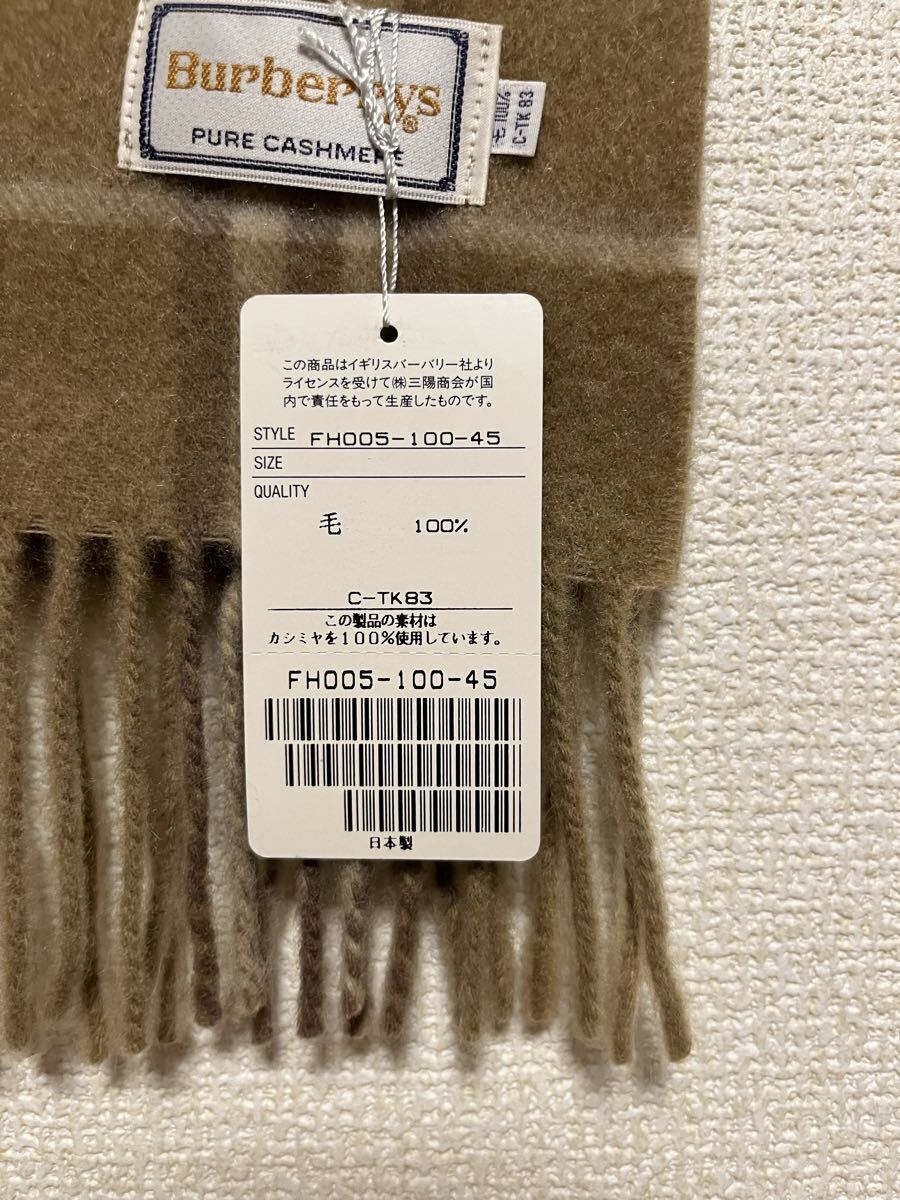 Burberrys®
PURE CASHMERE
毛 100%
C-TK 83
この商品はイギリスバーバリー社より
ライセンスを受けて㈱三陽商会が国
内で責任をもって生産したものです。
STYLE FH005-100-45
SIZE
QUALITY
毛 100%
C-TK83
この製品の素材は
カシミヤを100%使用しています。
FH005-100-45
日本製